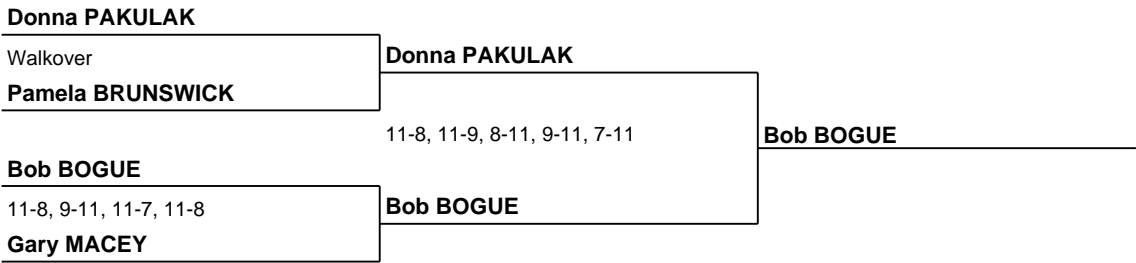 Donna PAKULAK
Walkover
Donna PAKULAK
Pamela BRUNSWICK
11-8, 11-9, 8-11, 9-11, 7-11
Bob BOGUE
Bob BOGUE
11-8, 9-11, 11-7, 11-8
Bob BOGUE
Gary MACEY